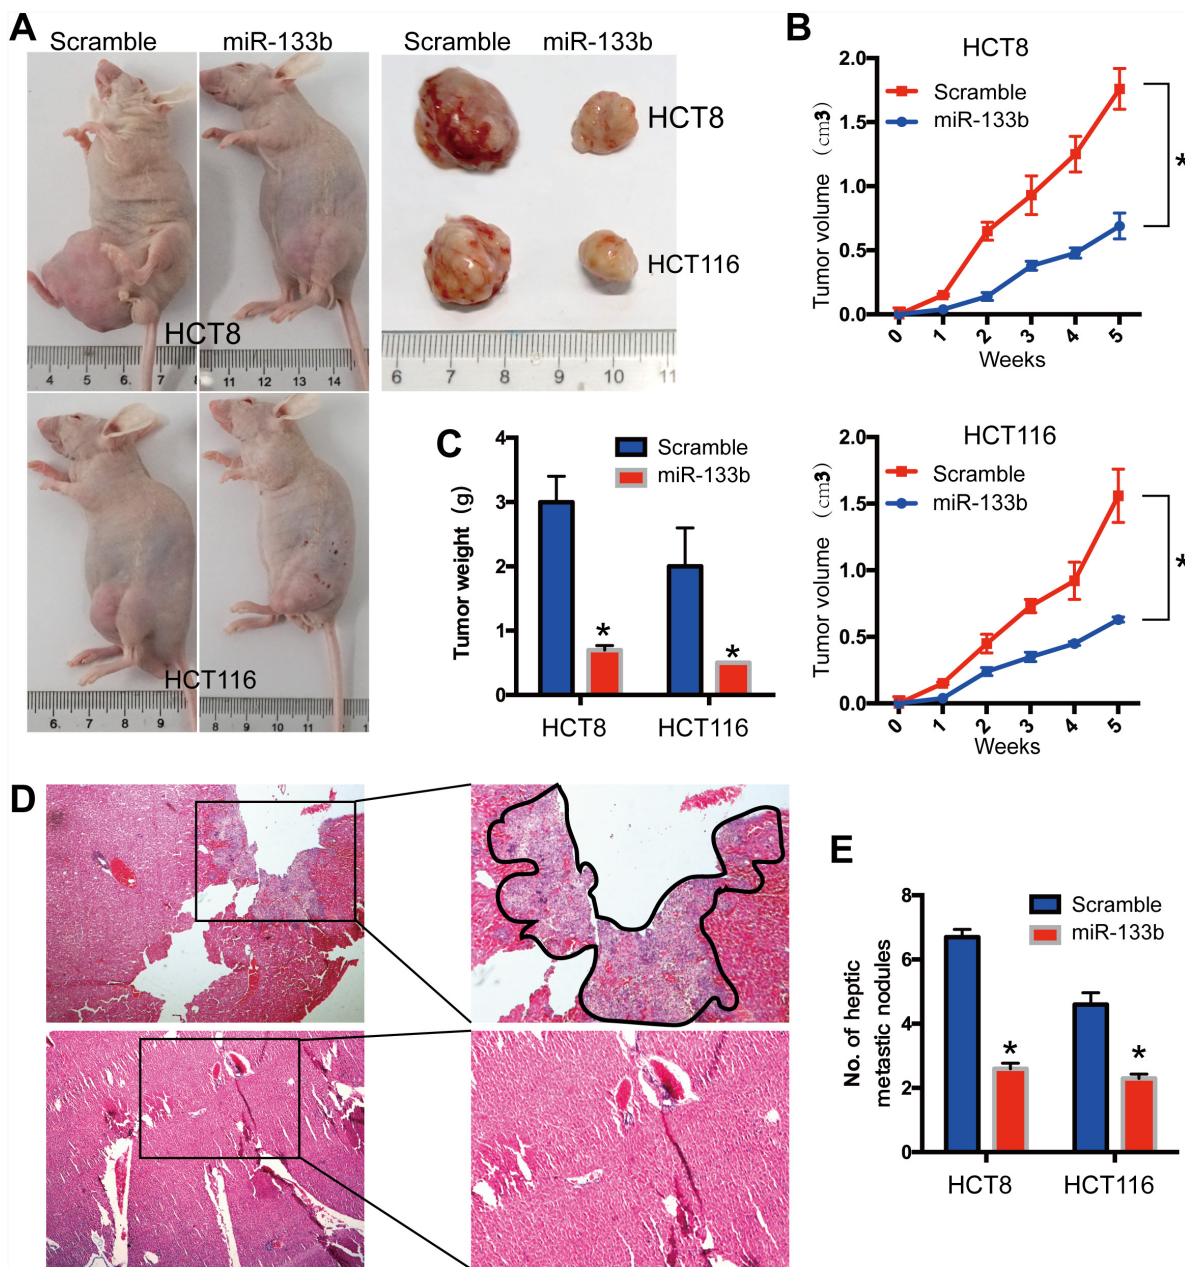 A
Scramble
miR-133b
Scramble
miR-133b
HCT8
HCT116
HCT8
4 5 6 7 8
11 12 13 14
6 7 8 9 10 11
HCT116
6 7 8 9
8 9 10 11 12 1
B
HCT8
Scramble
miR-133b
Tumor volume (cm3)
2.0
1.5
1.0
0.5
0.0
0 1 2 3 4 5
Weeks
*
HCT116
Scramble
miR-133b
Tumor volume (cm3)
2.0
1.5
1.0
0.5
0.0
0 1 2 3 4 5
Weeks
*
C
Scramble
miR-133b
Tumor weight (g)
4
3
2
1
0
*
*
HCT8
HCT116
D
E
Scramble
miR-133b
No. of heptic
metastic nodules
8
6
4
2
0
*
*
HCT8
HCT116